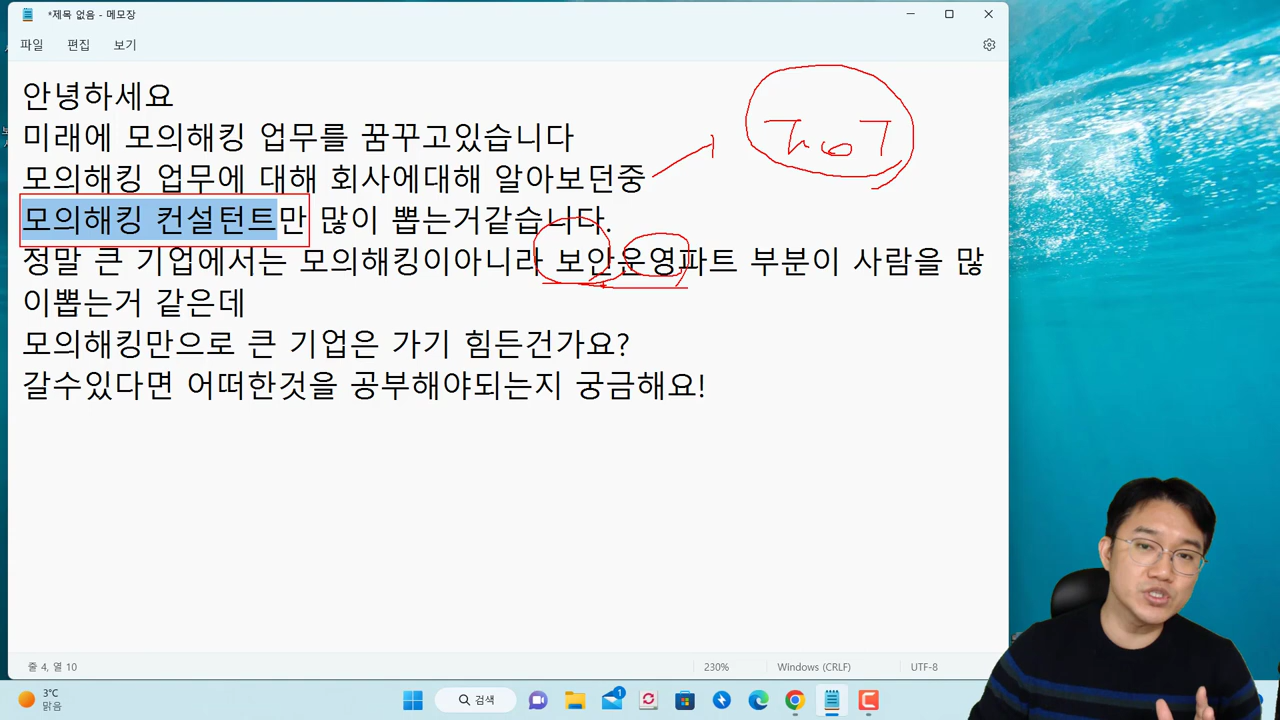 *제목 없음 - 메모장
파일 편집 보기
안녕하세요
미래에 모의해킹 업무를 꿈꾸고있습니다
모의해킹 업무에 대해 회사에대해 알아보던중
모의해킹 컨설턴트만 많이 뽑는거같습니다.
정말 큰 기업에서는 모의해킹이아니라 보안운영파트 부분이 사람을 많
이뽑는거 같은데
모의해킹만으로 큰 기업은 가기 힘든건가요?
갈수있다면 어떠한것을 공부해야되는지 궁금해요!
줄 4, 열 10 230% Windows (CRLF) UTF-8
3°C
맑음
검색
1